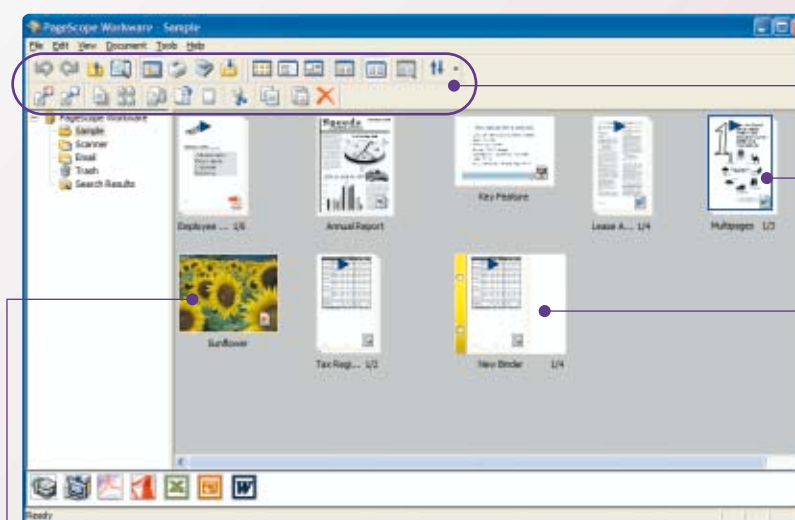 PageScope Workware - Sample
File Edit View Document Tools Help
PageScope Workware
Sample
Scanner
Email
Trash
Search Results
Employee ... 1/6
Annual Report
Key Feature
Lease A... 1/4
Multipages 1/3
Sunflower
Tax Regi... 1/2
New Binder 1/4
Ready